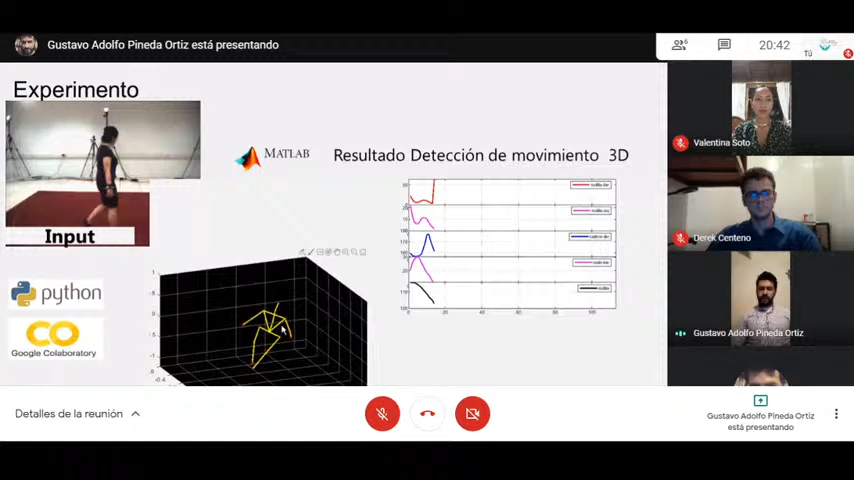 Gustavo Adolfo Pineda Ortiz está presentando
6
20:42
Tú
Experimento
Input
MATLAB
Resultado Detección de movimiento 3D
python
CO
Google Colaboratory
Valentina Soto
Derek Centeno
Gustavo Adolfo Pineda Ortiz
Detalles de la reunión
Gustavo Adolfo Pineda Ortiz
está presentando